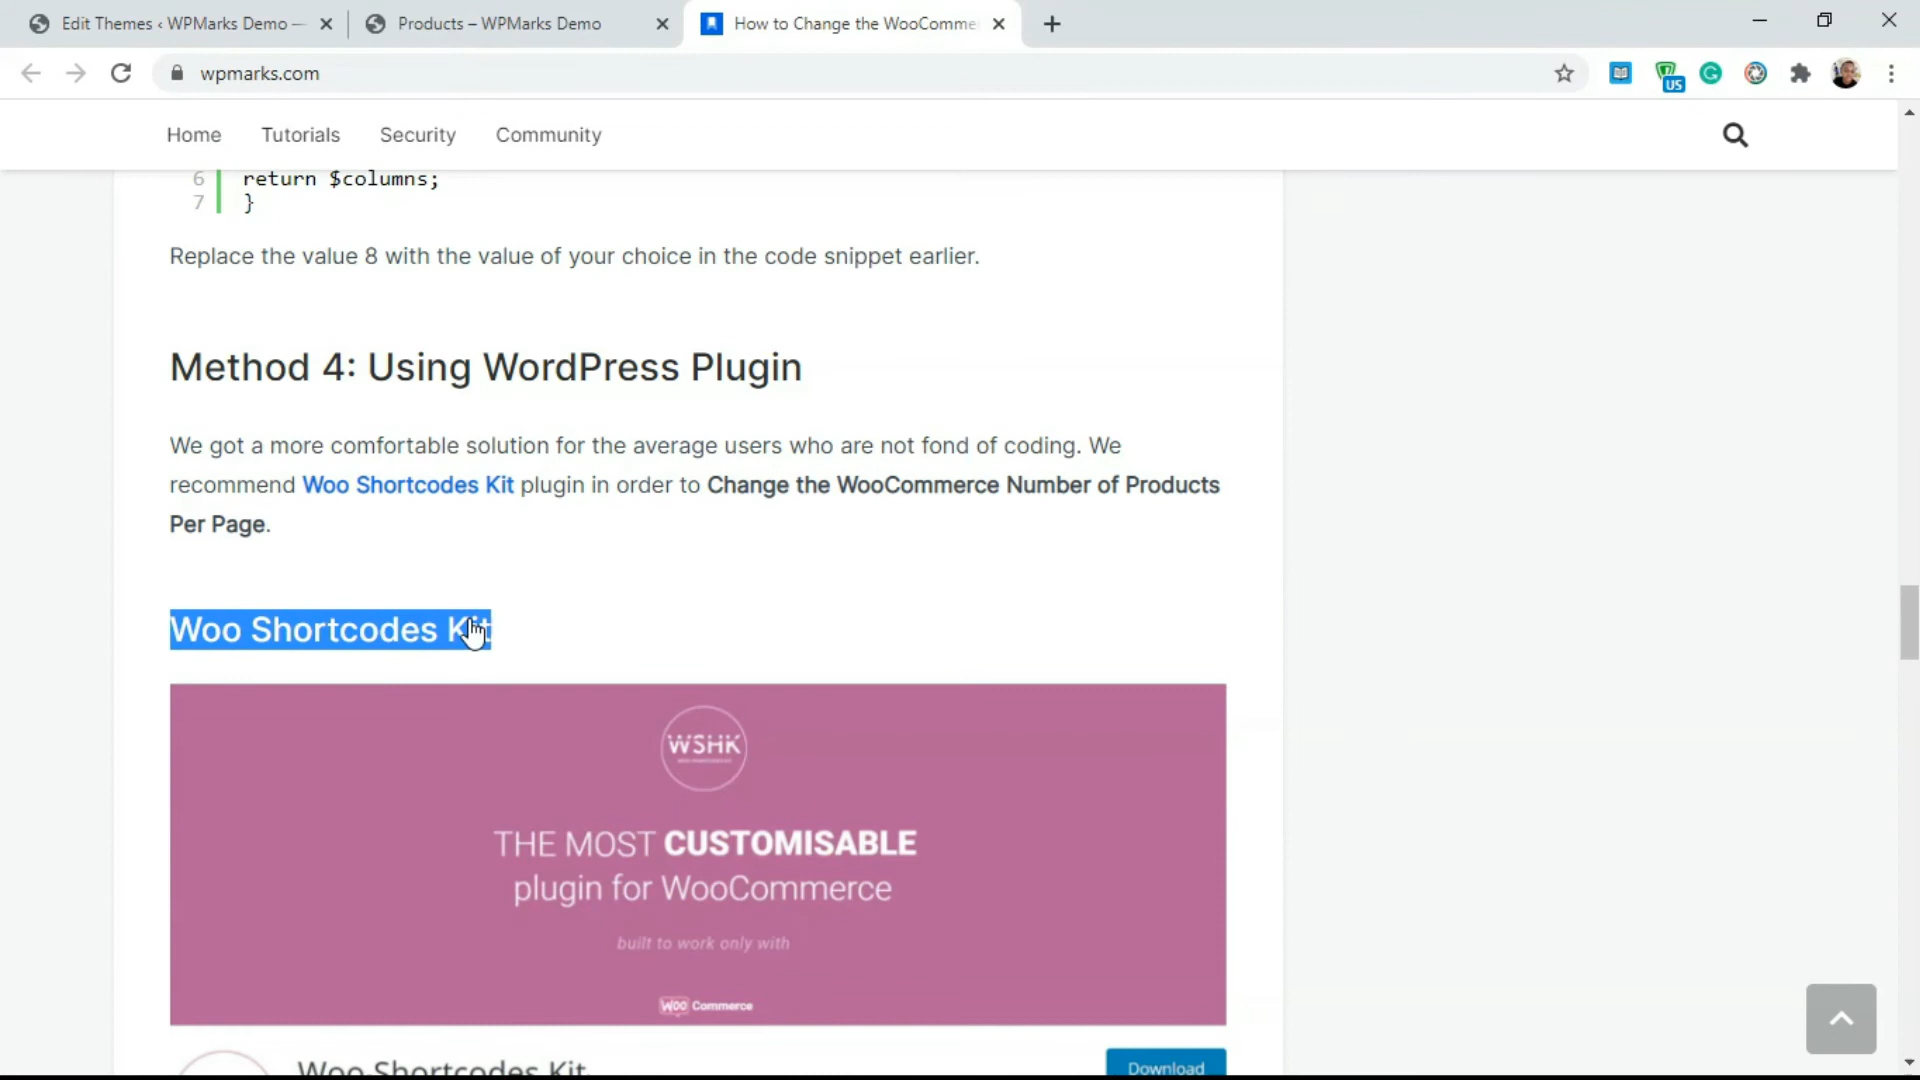 Edit Themes ‹ WPMarks Demo —
Products – WPMarks Demo
How to Change the WooComme
wpmarks.com
US
Home
Tutorials
Security
Community
6 return $columns;
7 }
Replace the value 8 with the value of your choice in the code snippet earlier.
Method 4: Using WordPress Plugin
We got a more comfortable solution for the average users who are not fond of coding. We
recommend Woo Shortcodes Kit plugin in order to Change the WooCommerce Number of Products
Per Page.
Woo Shortcodes Kit
WSHK
THE MOST CUSTOMISABLE
plugin for WooCommerce
built to work only with
Woo Commerce
Woo Shortcodes Kit
Download